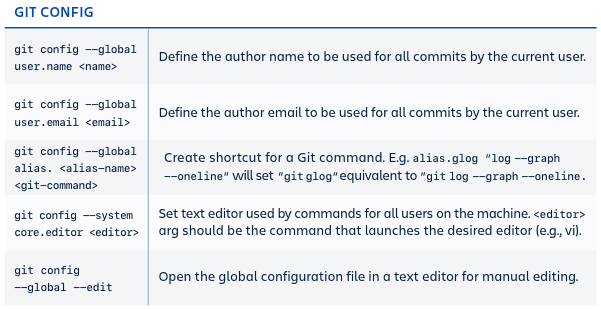 GIT CONFIG
git config --global
user.name <name>
Define the author name to be used for all commits by the current user.
git config --global
user.email <email>
Define the author email to be used for all commits by the current user.
git config --global
alias. <alias-name>
<git-command>
Create shortcut for a Git command. E.g. alias.glog “log --graph
--oneline” will set “git glog” equivalent to “git log --graph --oneline.
git config --system
core.editor <editor>
Set text editor used by commands for all users on the machine. <editor>
arg should be the command that launches the desired editor (e.g., vi).
git config
--global --edit
Open the global configuration file in a text editor for manual editing.